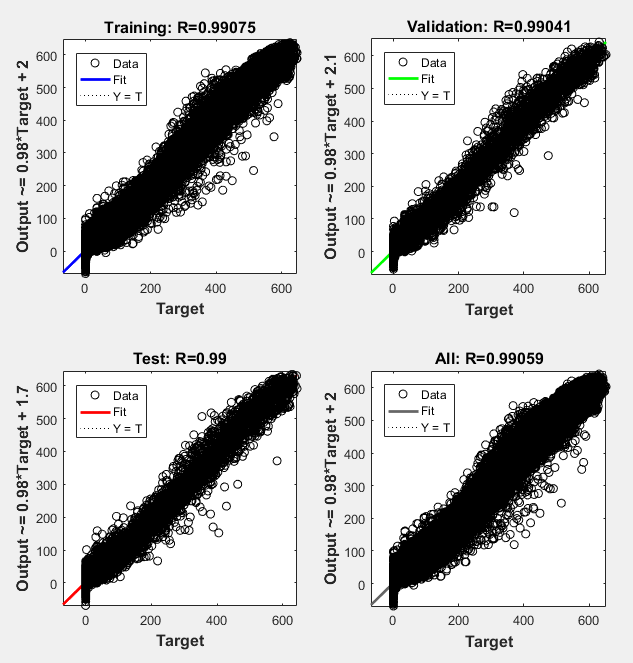 Training: R=0.99075
Output ~= 0.98*Target + 2
600
500
400
300
200
100
0
Data
Fit
Y = T
0 200 400 600
Target
Validation: R=0.99041
Output ~= 0.98*Target + 2.1
600
500
400
300
200
100
0
Data
Fit
Y = T
0 200 400 600
Target
Test: R=0.99
Output ~= 0.98*Target + 1.7
600
500
400
300
200
100
0
Data
Fit
Y = T
0 200 400 600
Target
All: R=0.99059
Output ~= 0.98*Target + 2
600
500
400
300
200
100
0
Data
Fit
Y = T
0 200 400 600
Target